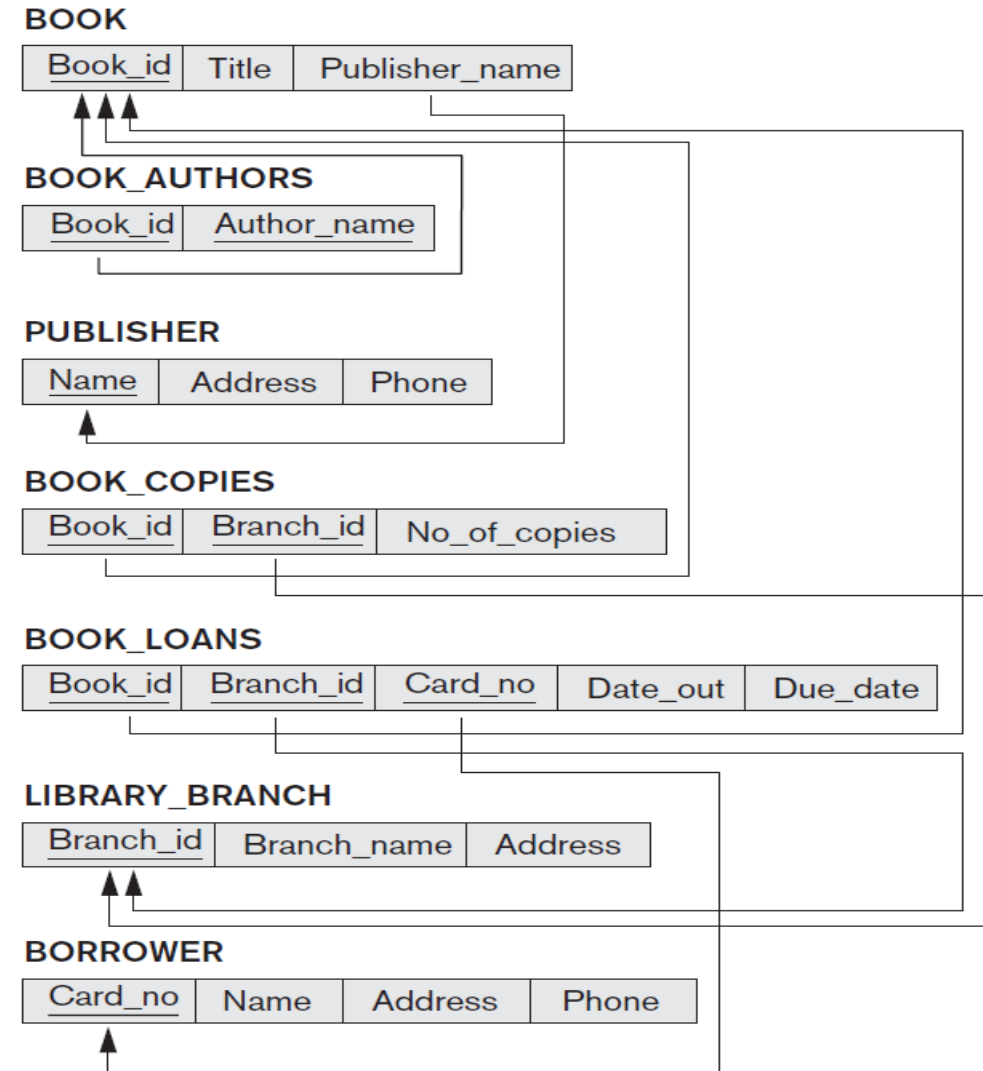 BOOK
Book_id Title Publisher_name
BOOK_AUTHORS
Book_id Author_name
PUBLISHER
Name Address Phone
BOOK_COPIES
Book_id Branch_id No_of_copies
BOOK_LOANS
Book_id Branch_id Card_no Date_out Due_date
LIBRARY_BRANCH
Branch_id Branch_name Address
BORROWER
Card_no Name Address Phone